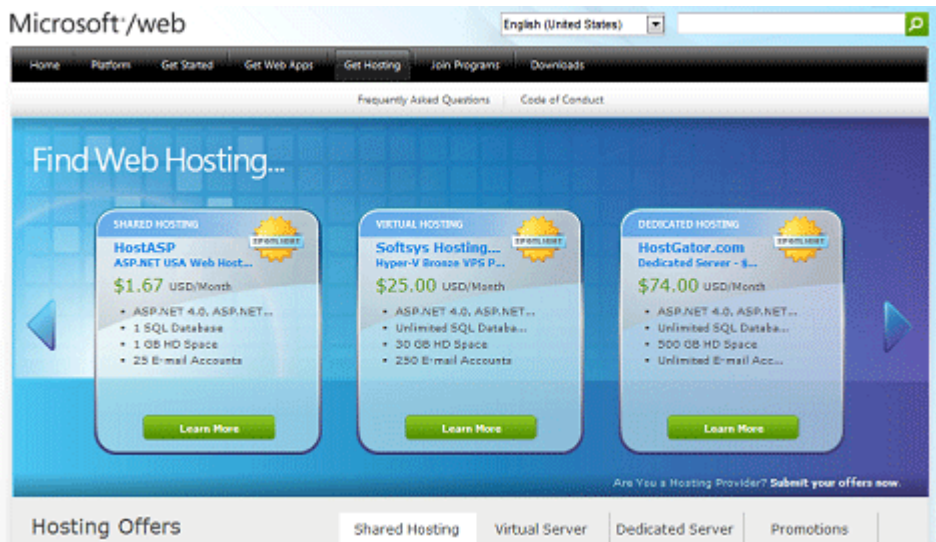 Microsoft /web
English (United States)
Home Platform Get Started Get Web Apps Get Hosting Join Programs Downloads
Frequently Asked Questions | Code of Conduct
Find Web Hosting...
SHARED HOSTING
SPOTLIGHT
HostASP
ASP.NET USA Web Host...
$1.67 USD/Month
• ASP.NET 4.0, ASP.NET...
• 1 SQL Database
• 1 GB HD Space
• 25 E-mail Accounts
Learn More
VIRTUAL HOSTING
SPOTLIGHT
Softsys Hosting...
Hyper-V Bronze VPS P...
$25.00 USD/Month
• ASP.NET 4.0, ASP.NET...
• Unlimited SQL Databa...
• 30 GB HD Space
• 250 E-mail Accounts
Learn More
DEDICATED HOSTING
SPOTLIGHT
HostGator.com
Dedicated Server - $...
$74.00 USD/Month
• ASP.NET 4.0, ASP.NET...
• Unlimited SQL Databa...
• 500 GB HD Space
• Unlimited E-mail Acc...
Learn More
Are You a Hosting Provider? Submit your offers now.
Hosting Offers
Shared Hosting Virtual Server Dedicated Server Promotions